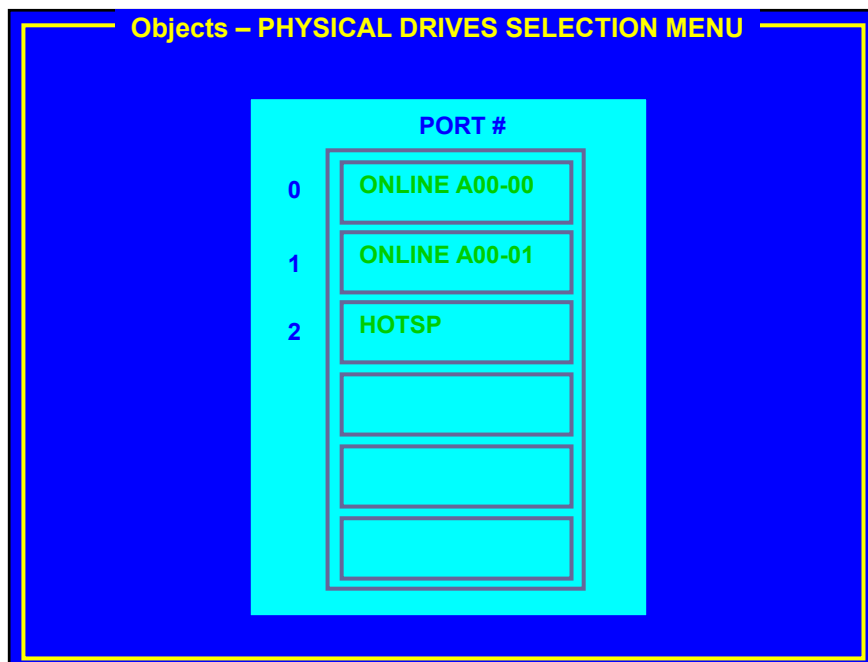 Objects – PHYSICAL DRIVES SELECTION MENU
PORT #
0 ONLINE A00-00
1 ONLINE A00-01
2 HOTSP